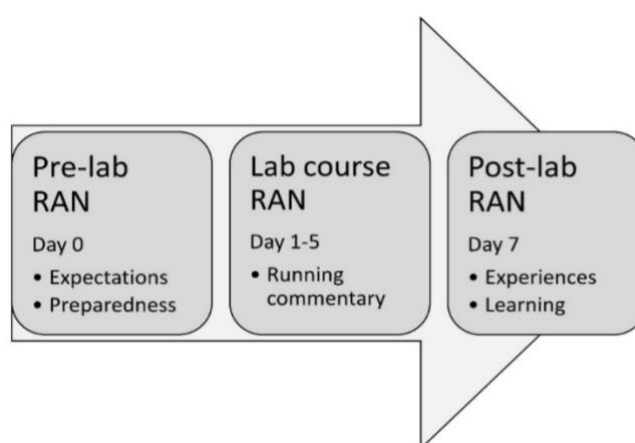 Pre-lab
RAN
Day 0
• Expectations
• Preparedness
Lab course
RAN
Day 1-5
• Running
commentary
Post-lab
RAN
Day 7
• Experiences
• Learning